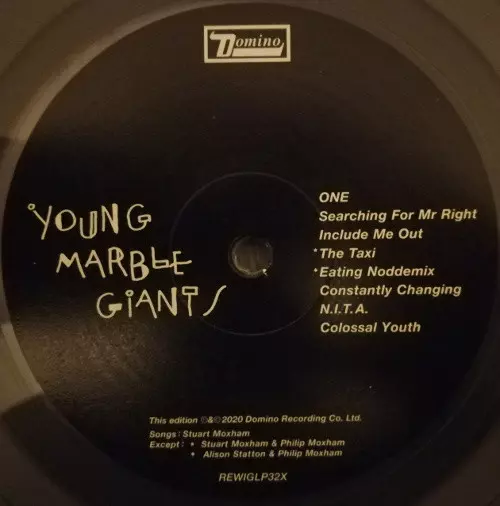 Domino
YOUNG
MARBLE
GIANTS
ONE
Searching For Mr Right
Include Me Out
• The Taxi
• Eating Noddemix
Constantly Changing
N.I.T.A.
Colossal Youth
This edition ℗&©2020 Domino Recording Co. Ltd.
Songs: Stuart Moxham
Except: • Stuart Moxham & Philip Moxham
• Alison Statton & Philip Moxham
REWIGLP32X